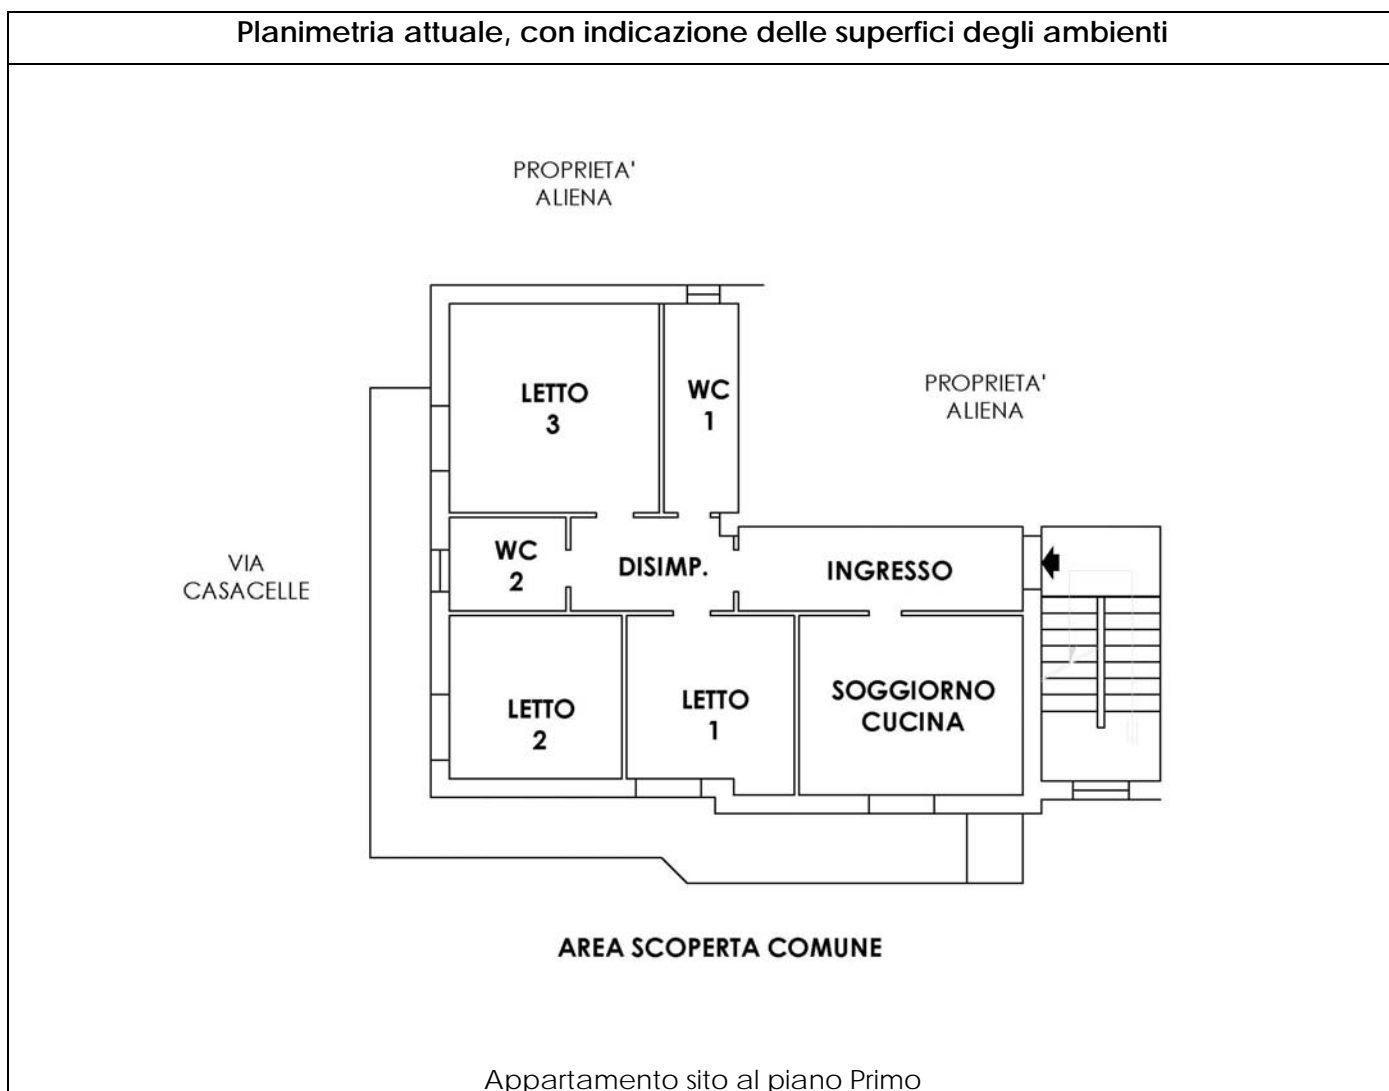 Planimetria attuale, con indicazione delle superfici degli ambienti
PROPRIETA'
ALIENA
PROPRIETA'
ALIENA
LETTO
3
WC
1
VIA
CASACELLE
WC
2
DISIMP.
INGRESSO
LETTO
2
LETTO
1
SOGGIORNO
CUCINA
AREA SCOPERTA COMUNE
Appartamento sito al piano Primo